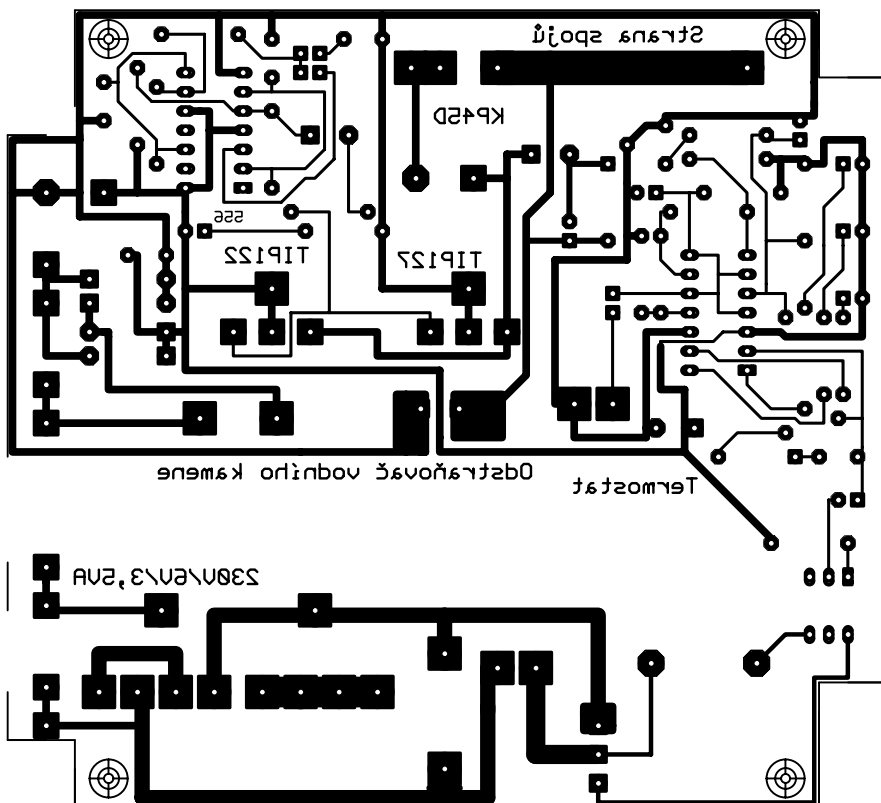 Strana spojů
KP45D
556
TIP122
TIP127
Odstraňovač vodního kamene
Termostat
230V/6V/3,5VA